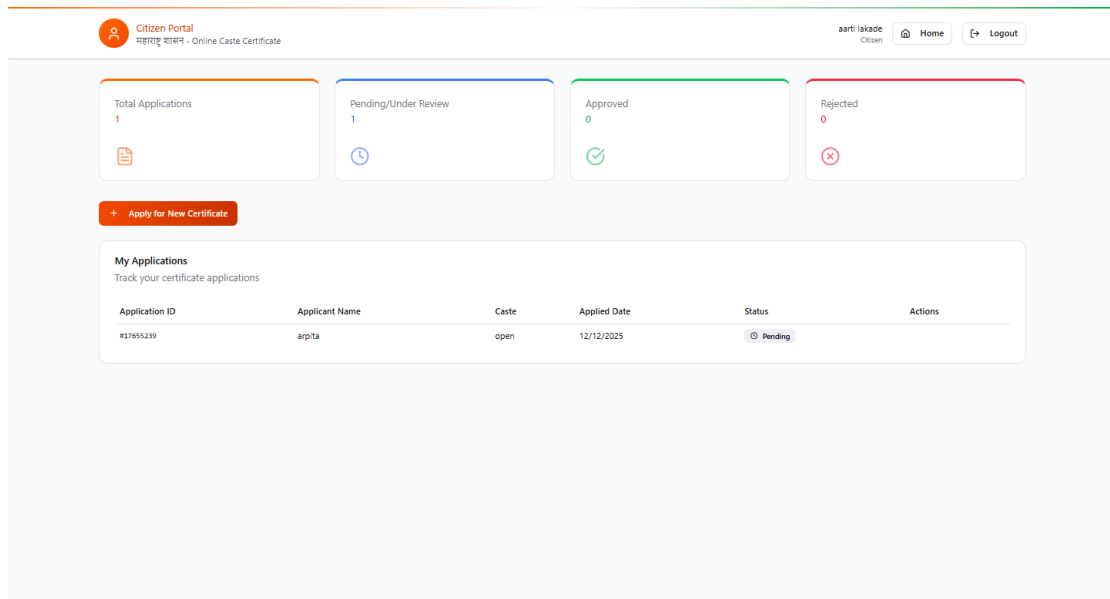 Citizen Portal
महाराष्ट्र शासन - Online Caste Certificate
aarti lakade
Citizen
Home
Logout
Total Applications
1
Pending/Under Review
1
Approved
0
Rejected
0
+ Apply for New Certificate
My Applications
Track your certificate applications
Application ID Applicant Name Caste Applied Date Status Actions
#17655239 arpita open 12/12/2025 Pending